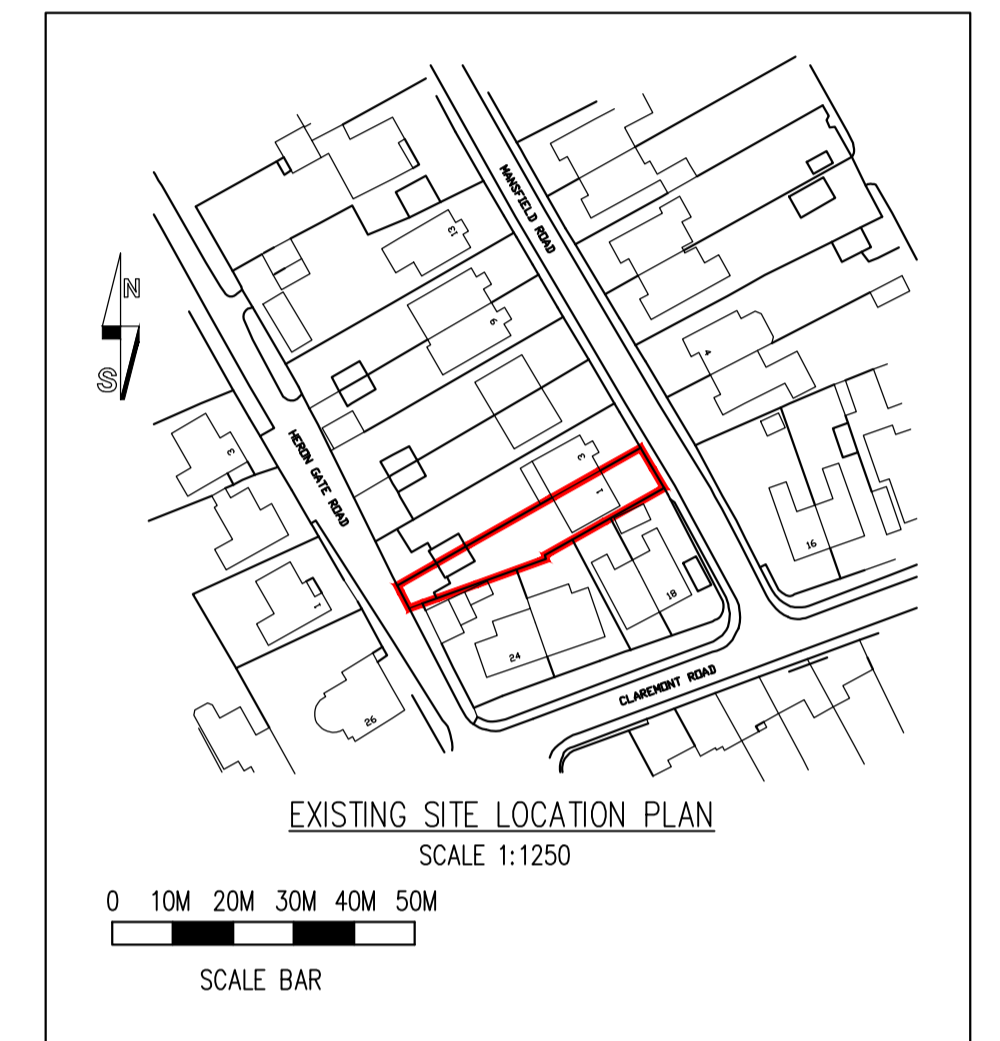 MANSFIELD ROAD
13
9
4
N
S
HERON GATE ROAD
3
3
1
16
1
18
24
26
CLAREMONT ROAD
EXISTING SITE LOCATION PLAN
SCALE 1:1250
0 10M 20M 30M 40M 50M
SCALE BAR